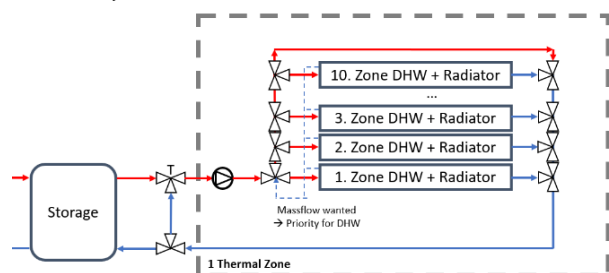 10. Zone DHW + Radiator
...
3. Zone DHW + Radiator
2. Zone DHW + Radiator
1. Zone DHW + Radiator
T
Storage
Massflow wanted
→ Priority for DHW
1 Thermal Zone